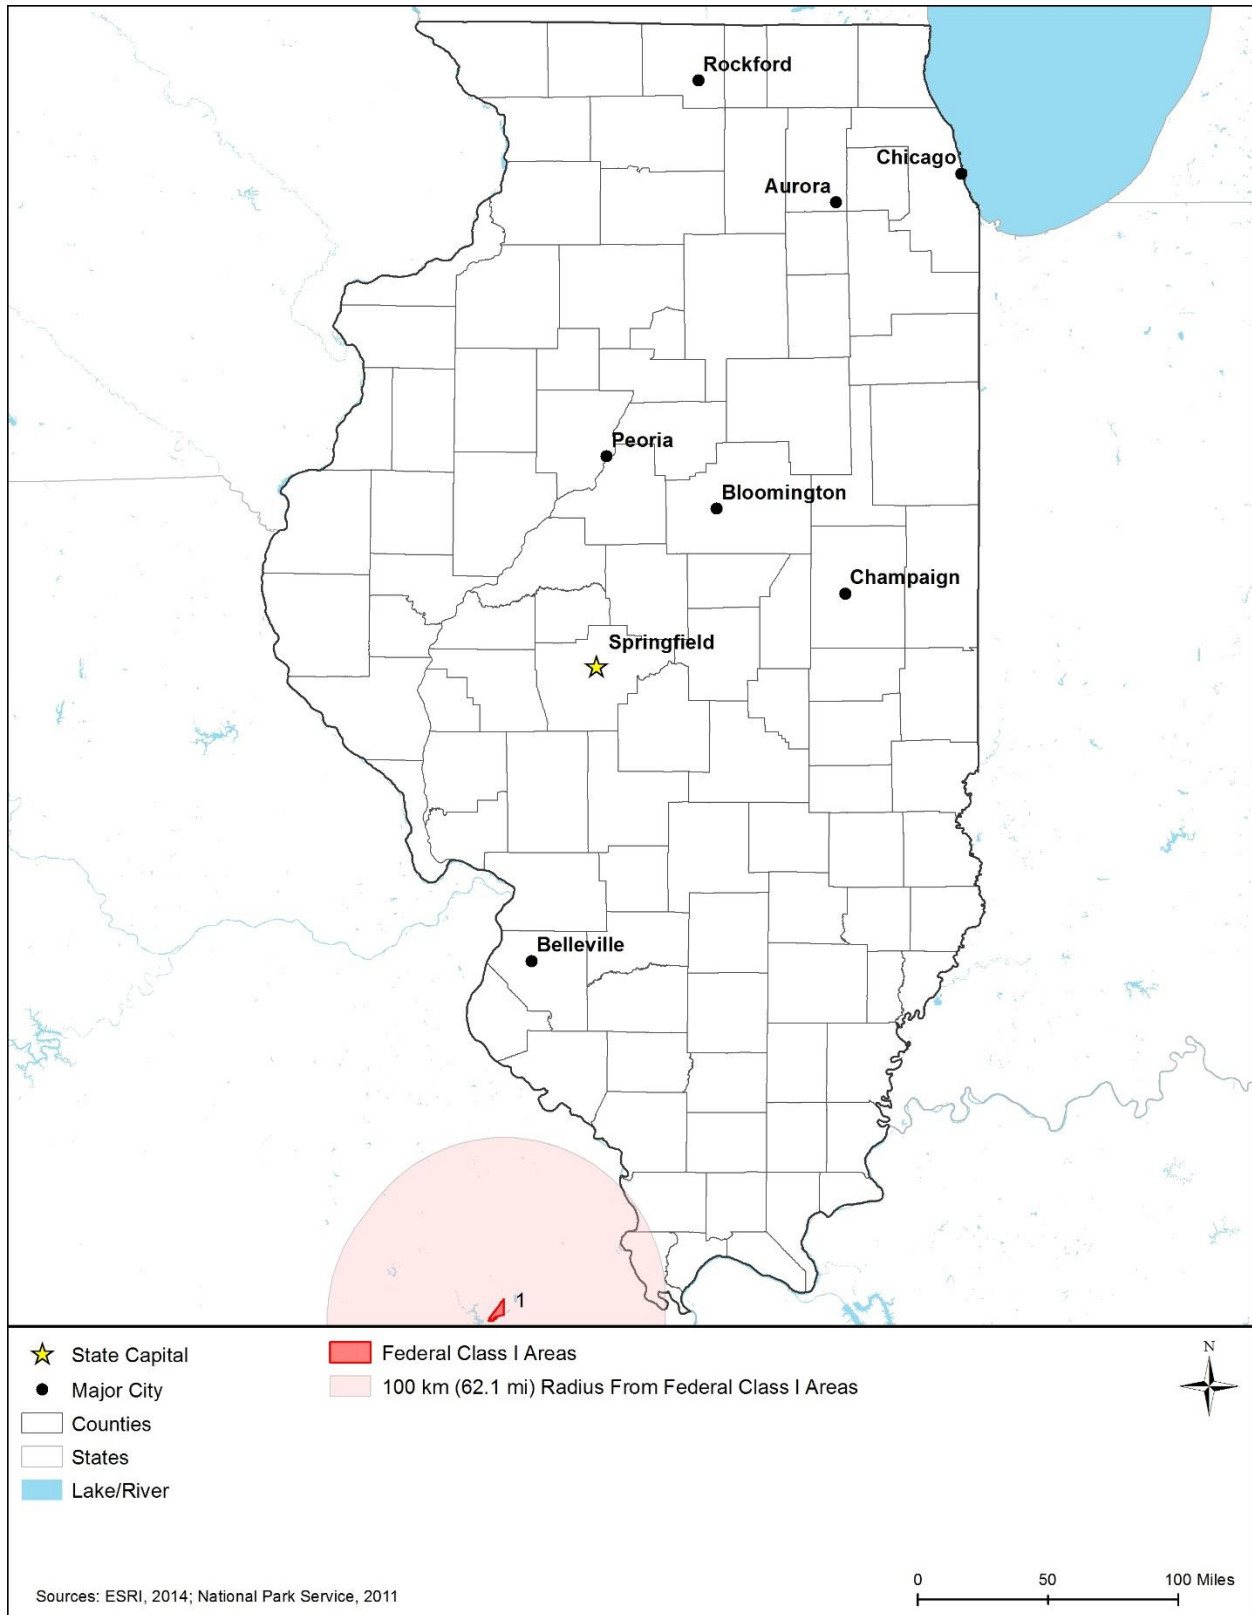 Rockford
Chicago
Aurora
Peoria
Bloomington
Champaign
Springfield
Belleville
1
State Capital
Major City
Counties
States
Lake/River
Federal Class I Areas
100 km (62.1 mi) Radius From Federal Class I Areas
N
Sources: ESRI, 2014; National Park Service, 2011
0 50 100 Miles